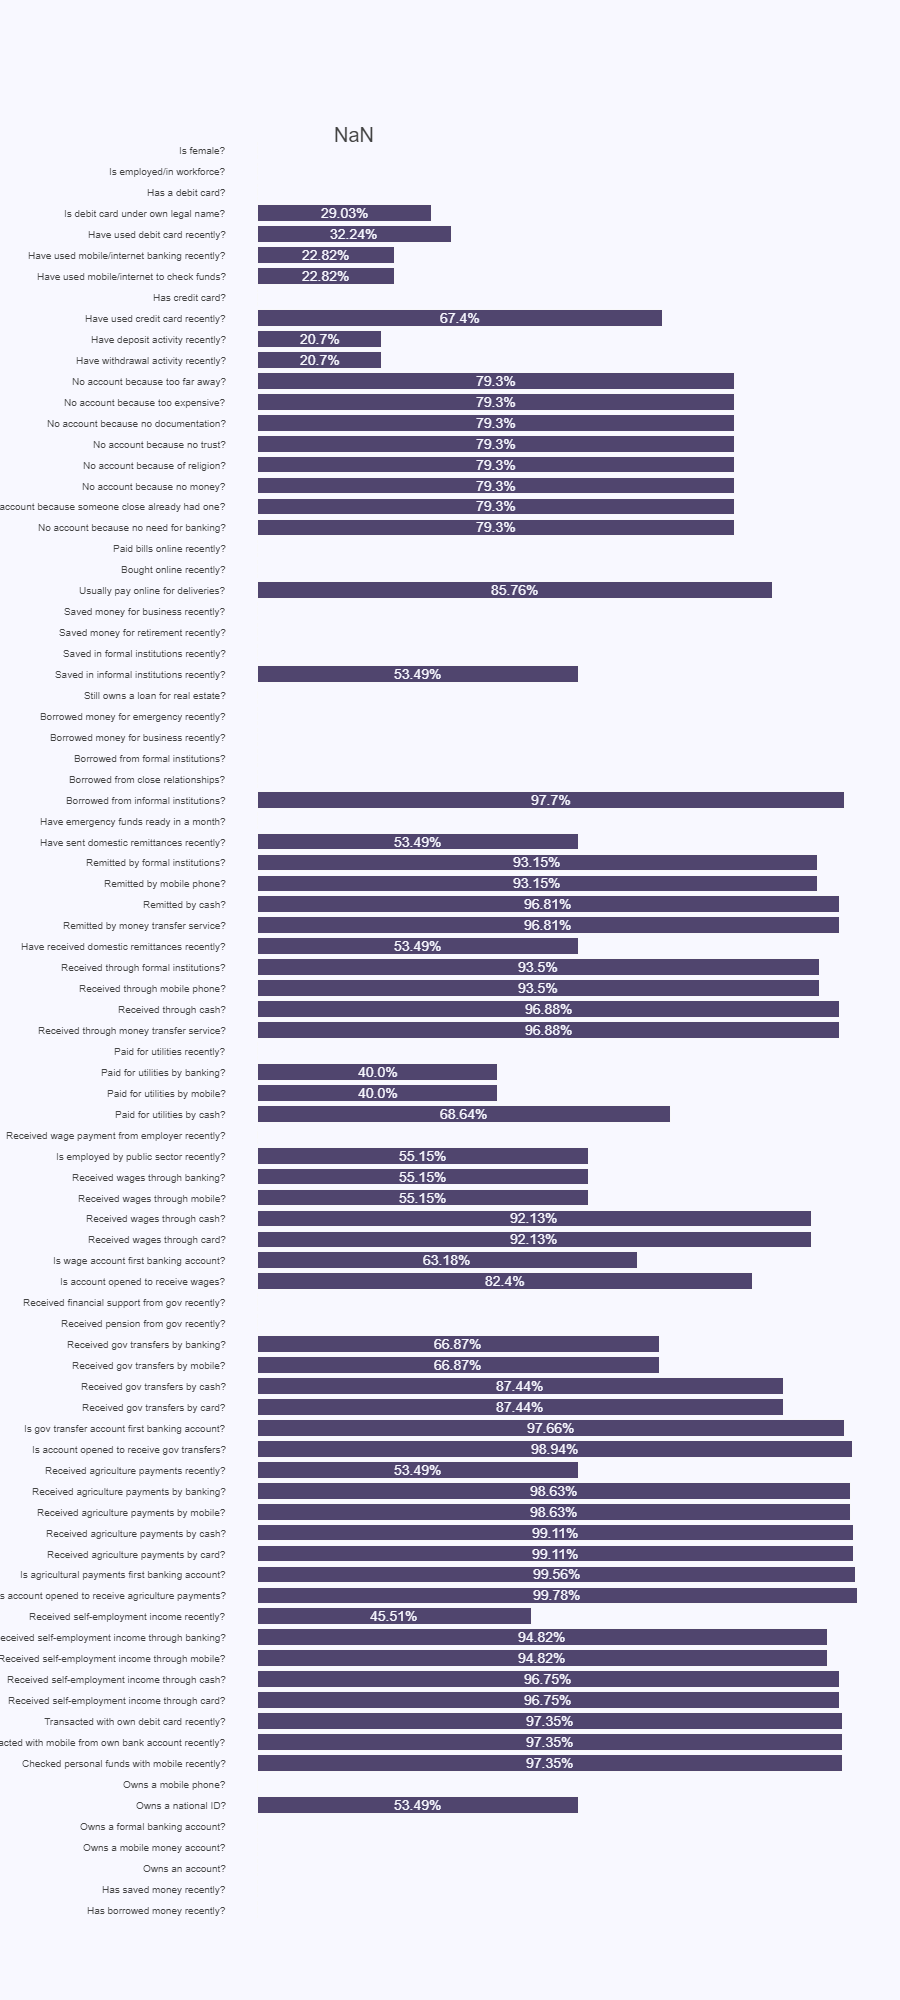 NaN
Is female?
Is employed/in workforce?
Has a debit card?
Is debit card under own legal name? 29.03%
Have used debit card recently? 32.24%
Have used mobile/internet banking recently? 22.82%
Have used mobile/internet to check funds? 22.82%
Has credit card?
Have used credit card recently? 67.4%
Have deposit activity recently? 20.7%
Have withdrawal activity recently? 20.7%
No account because too far away? 79.3%
No account because too expensive? 79.3%
No account because no documentation? 79.3%
No account because no trust? 79.3%
No account because of religion? 79.3%
No account because no money? 79.3%
account because someone close already had one? 79.3%
No account because no need for banking? 79.3%
Paid bills online recently?
Bought online recently?
Usually pay online for deliveries? 85.76%
Saved money for business recently?
Saved money for retirement recently?
Saved in formal institutions recently?
Saved in informal institutions recently? 53.49%
Still owns a loan for real estate?
Borrowed money for emergency recently?
Borrowed money for business recently?
Borrowed from formal institutions?
Borrowed from close relationships?
Borrowed from informal institutions? 97.7%
Have emergency funds ready in a month?
Have sent domestic remittances recently? 53.49%
Remitted by formal institutions? 93.15%
Remitted by mobile phone? 93.15%
Remitted by cash? 96.81%
Remitted by money transfer service? 96.81%
Have received domestic remittances recently? 53.49%
Received through formal institutions? 93.5%
Received through mobile phone? 93.5%
Received through cash? 96.88%
Received through money transfer service? 96.88%
Paid for utilities recently?
Paid for utilities by banking? 40.0%
Paid for utilities by mobile? 40.0%
Paid for utilities by cash? 68.64%
Received wage payment from employer recently?
Is employed by public sector recently? 55.15%
Received wages through banking? 55.15%
Received wages through mobile? 55.15%
Received wages through cash? 92.13%
Received wages through card? 92.13%
Is wage account first banking account? 63.18%
Is account opened to receive wages? 82.4%
Received financial support from gov recently?
Received pension from gov recently?
Received gov transfers by banking? 66.87%
Received gov transfers by mobile? 66.87%
Received gov transfers by cash? 87.44%
Received gov transfers by card? 87.44%
Is gov transfer account first banking account? 97.66%
Is account opened to receive gov transfers? 98.94%
Received agriculture payments recently? 53.49%
Received agriculture payments by banking? 98.63%
Received agriculture payments by mobile? 98.63%
Received agriculture payments by cash? 99.11%
Received agriculture payments by card? 99.11%
Is agricultural payments first banking account? 99.56%
s account opened to receive agriculture payments? 99.78%
Received self-employment income recently? 45.51%
eceived self-employment income through banking? 94.82%
Received self-employment income through mobile? 94.82%
Received self-employment income through cash? 96.75%
Received self-employment income through card? 96.75%
Transacted with own debit card recently? 97.35%
acted with mobile from own bank account recently? 97.35%
Checked personal funds with mobile recently? 97.35%
Owns a mobile phone?
Owns a national ID? 53.49%
Owns a formal banking account?
Owns a mobile money account?
Owns an account?
Has saved money recently?
Has borrowed money recently?